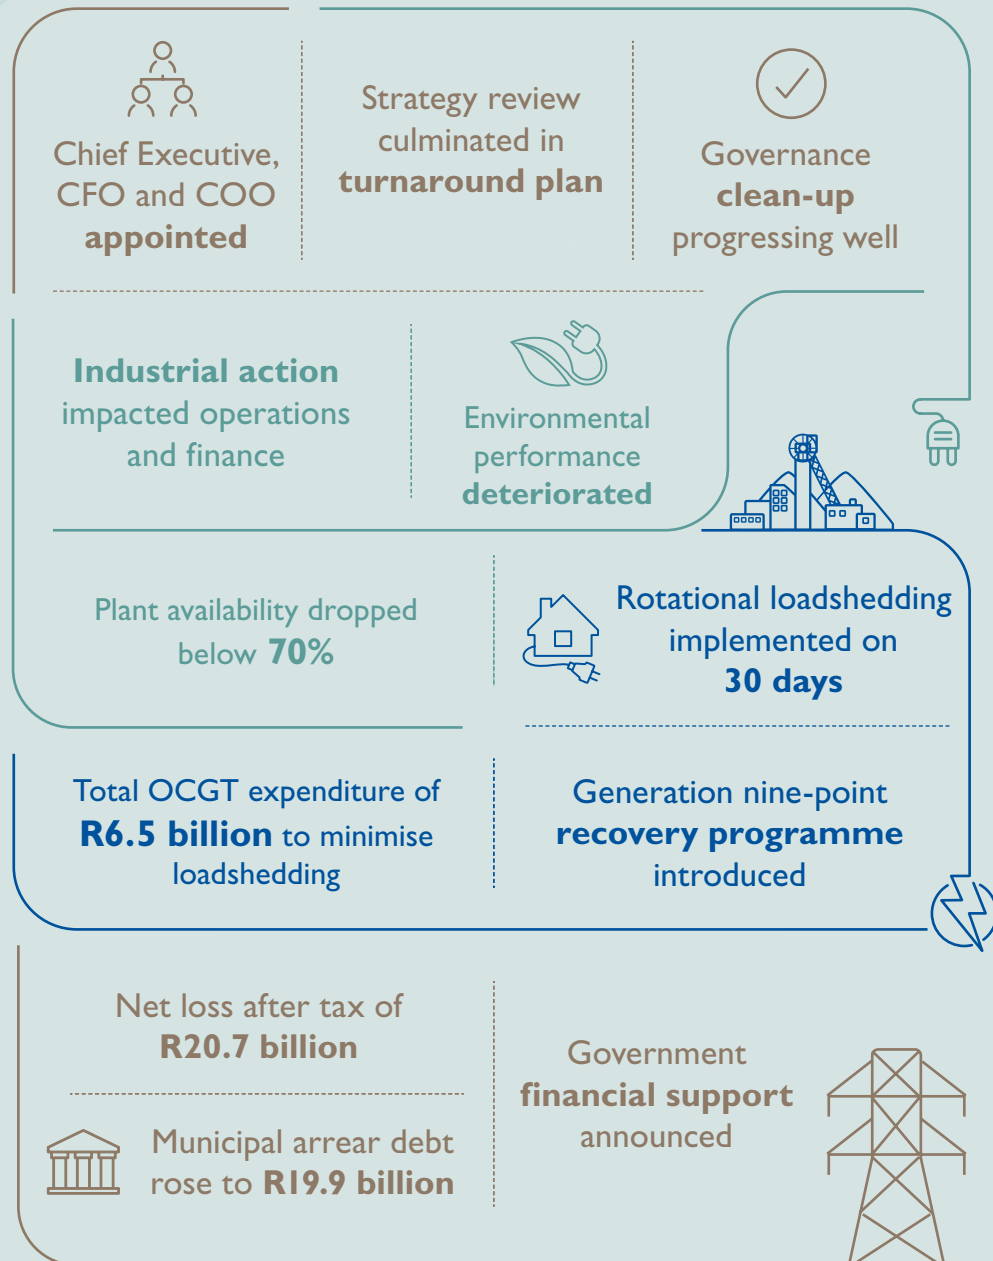 Chief Executive,
CFO and COO
appointed
Strategy review
culminated in
turnaround plan
Governance
clean-up
progressing well
Industrial action
impacted operations
and finance
Environmental
performance
deteriorated
Plant availability dropped
below 70%
Rotational loadshedding
implemented on
30 days
Total OCGT expenditure of
R6.5 billion to minimise
loadshedding
Generation nine-point
recovery programme
introduced
Net loss after tax of
R20.7 billion
Municipal arrear debt
rose to R19.9 billion
Government
financial support
announced